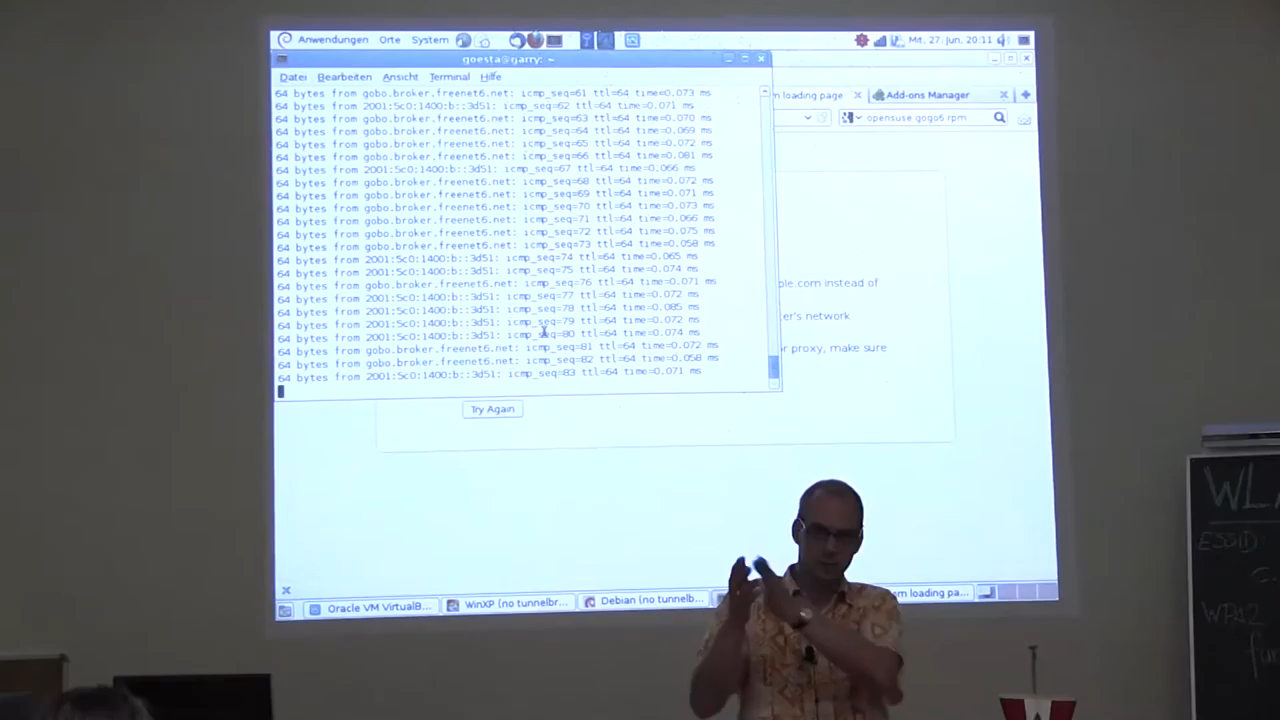 Anwendungen Orte System Mit. 27. Jun, 20:11
goesta@garry: ~
Datei Bearbeiten Ansicht Terminal Hilfe
64 bytes from gobo.broker.freenet6.net: icmp_seq=61 ttl=64 time=0.073 ms
64 bytes from 2001:5c0:1400:b::3d51: icmp_seq=62 ttl=64 time=0.071 ms
64 bytes from gobo.broker.freenet6.net: icmp_seq=63 ttl=64 time=0.070 ms
64 bytes from gobo.broker.freenet6.net: icmp_seq=64 ttl=64 time=0.069 ms
64 bytes from gobo.broker.freenet6.net: icmp_seq=65 ttl=64 time=0.072 ms
64 bytes from gobo.broker.freenet6.net: icmp_seq=66 ttl=64 time=0.081 ms
64 bytes from 2001:5c0:1400:b::3d51: icmp_seq=67 ttl=64 time=0.066 ms
64 bytes from gobo.broker.freenet6.net: icmp_seq=68 ttl=64 time=0.072 ms
64 bytes from gobo.broker.freenet6.net: icmp_seq=69 ttl=64 time=0.071 ms
64 bytes from gobo.broker.freenet6.net: icmp_seq=70 ttl=64 time=0.073 ms
64 bytes from gobo.broker.freenet6.net: icmp_seq=71 ttl=64 time=0.066 ms
64 bytes from gobo.broker.freenet6.net: icmp_seq=72 ttl=64 time=0.075 ms
64 bytes from gobo.broker.freenet6.net: icmp_seq=73 ttl=64 time=0.058 ms
64 bytes from 2001:5c0:1400:b::3d51: icmp_seq=74 ttl=64 time=0.065 ms
64 bytes from 2001:5c0:1400:b::3d51: icmp_seq=75 ttl=64 time=0.074 ms
64 bytes from gobo.broker.freenet6.net: icmp_seq=76 ttl=64 time=0.071 ms
64 bytes from 2001:5c0:1400:b::3d51: icmp_seq=77 ttl=64 time=0.072 ms
64 bytes from 2001:5c0:1400:b::3d51: icmp_seq=78 ttl=64 time=0.085 ms
64 bytes from 2001:5c0:1400:b::3d51: icmp_seq=79 ttl=64 time=0.072 ms
64 bytes from 2001:5c0:1400:b::3d51: icmp_seq=80 ttl=64 time=0.074 ms
64 bytes from gobo.broker.freenet6.net: icmp_seq=81 ttl=64 time=0.072 ms
64 bytes from gobo.broker.freenet6.net: icmp_seq=82 ttl=64 time=0.058 ms
64 bytes from 2001:5c0:1400:b::3d51: icmp_seq=83 ttl=64 time=0.071 ms
m loading page Add-ons Manager
opensuse gogo6 rpm
ple.com instead of
er's network
or proxy, make sure
Try Again
Oracle VM VirtualB... WinXP (no tunnelbr... Debian (no tunnelb... em loading pa...
WL
ESSID
WPA2